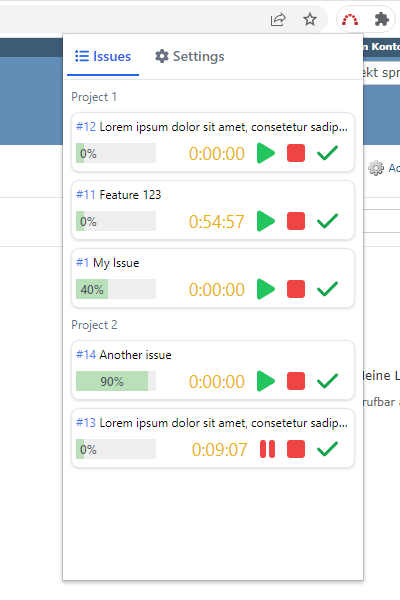 Issues Settings
n Konto
ekt spr
Project 1
#12 Lorem ipsum dolor sit amet, consetetur sadip...
0% 0:00:00
Ac
#11 Feature 123
0% 0:54:57
#1 My Issue
40% 0:00:00
Project 2
#14 Another issue
90% 0:00:00
leine L
rufbar a
#13 Lorem ipsum dolor sit amet, consetetur sadip...
0% 0:09:07